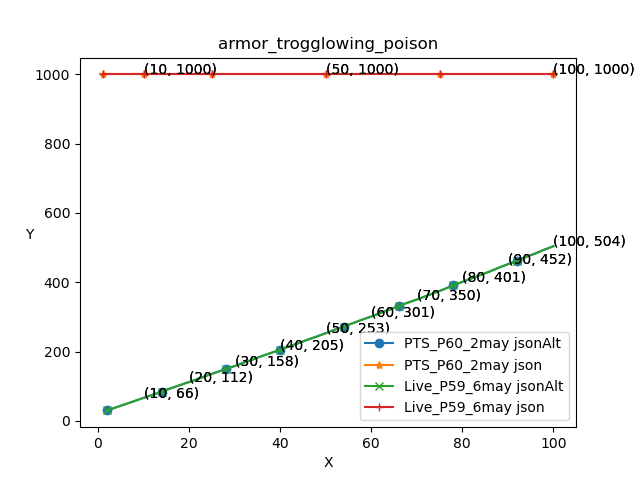 armor_trogglowing_poison
1000
(10, 1000)
(50, 1000)
(100, 1000)
800
600
Y
(100, 504)
(90, 452)
400
(80, 401)
(70, 350)
(60, 301)
(50, 253)
(40, 205)
200
(30, 158)
(20, 112)
(10, 66)
0
PTS_P60_2may jsonAlt
PTS_P60_2may json
Live_P59_6may jsonAlt
Live_P59_6may json
0 20 40 60 80 100
X